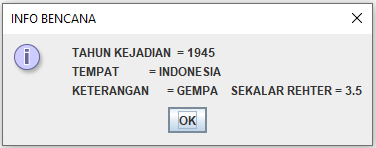 INFO BENCANA
TAHUN KEJADIAN = 1945
TEMPAT = INDONESIA
KETERANGAN = GEMPA SEKALAR REHTER = 3.5
OK